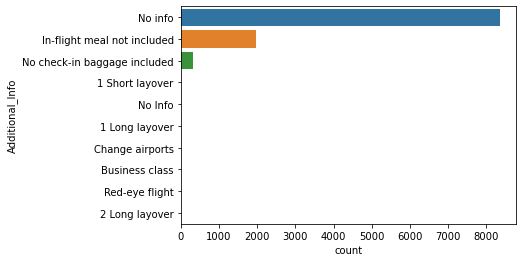 Additional_Info
No info
In-flight meal not included
No check-in baggage included
1 Short layover
No Info
1 Long layover
Change airports
Business class
Red-eye flight
2 Long layover
0 1000 2000 3000 4000 5000 6000 7000 8000
count